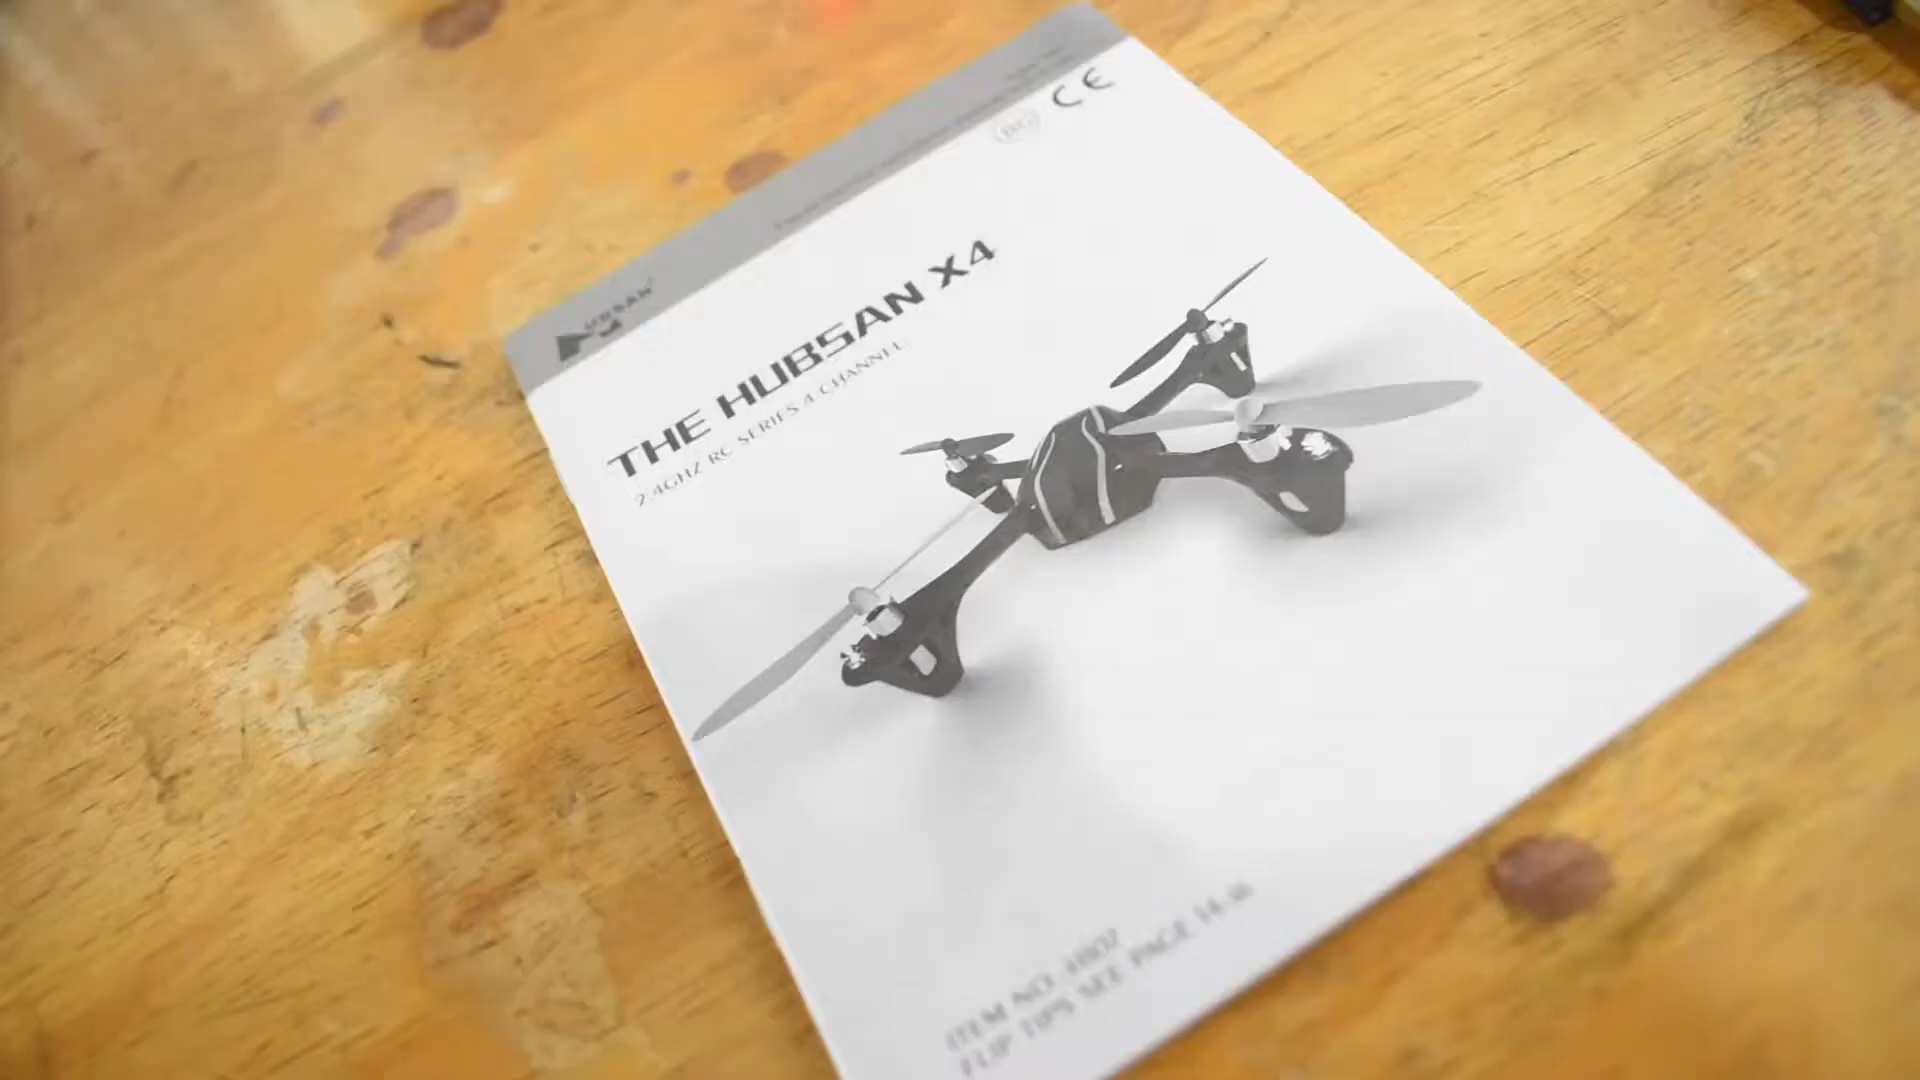 HUBSAN
CE
THE HUBSAN X4
2.4GHZ RC SERIES 4 CHANNEL
ITEM NO. H107
FLIP TIPS SEE PAGE 14-16